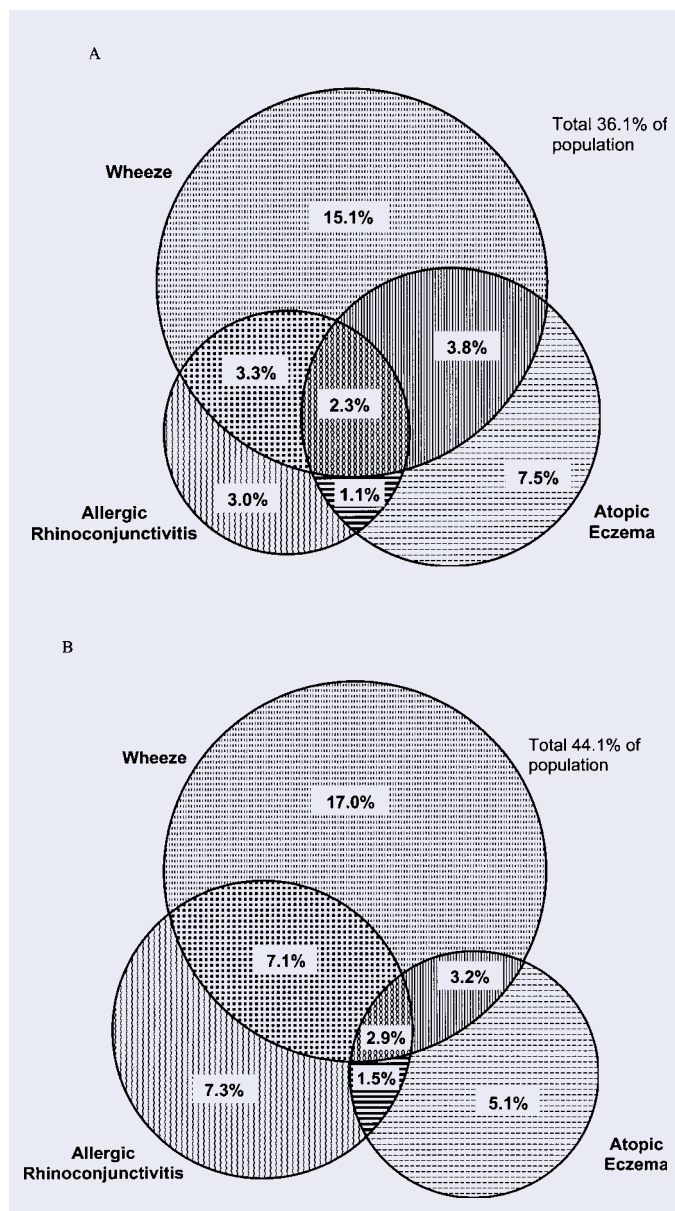 A
Total 36.1% of
population
Wheeze
15.1%
3.8%
3.3%
2.3%
7.5%
1.1%
3.0%
Allergic
Rhinoconjunctivitis
Atopic
Eczema
B
Total 44.1% of
population
Wheeze
17.0%
7.1%
3.2%
2.9%
1.5%
7.3%
5.1%
Allergic
Rhinoconjunctivitis
Atopic
Eczema